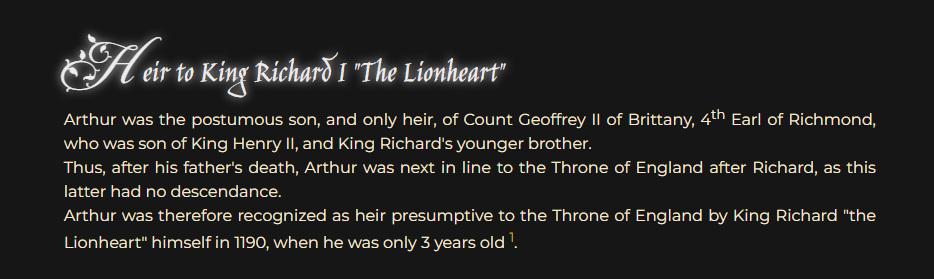 Heir to King Richard I "The Lionheart"
Arthur was the postumous son, and only heir, of Count Geoffrey II of Brittany, 4th Earl of Richmond,
who was son of King Henry II, and King Richard's younger brother.
Thus, after his father's death, Arthur was next in line to the Throne of England after Richard, as this
latter had no descendance.
Arthur was therefore recognized as heir presumptive to the Throne of England by King Richard "the
Lionheart" himself in 1190, when he was only 3 years old 1.